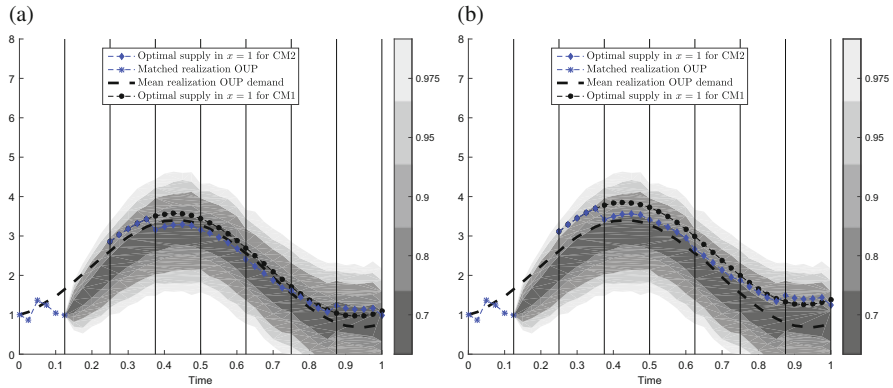 (a)
Optimal supply in x = 1 for CM2
Matched realization OUP
Mean realization OUP demand
Optimal supply in x = 1 for CM1
8
7
6
5
4
3
2
1
0
0 0.1 0.2 0.3 0.4 0.5 0.6 0.7 0.8 0.9 1
Time
0.975
0.95
0.9
0.8
0.7
(b)
Optimal supply in x = 1 for CM2
Matched realization OUP
Mean realization OUP demand
Optimal supply in x = 1 for CM1
8
7
6
5
4
3
2
1
0
0 0.1 0.2 0.3 0.4 0.5 0.6 0.7 0.8 0.9 1
Time
0.975
0.95
0.9
0.8
0.7